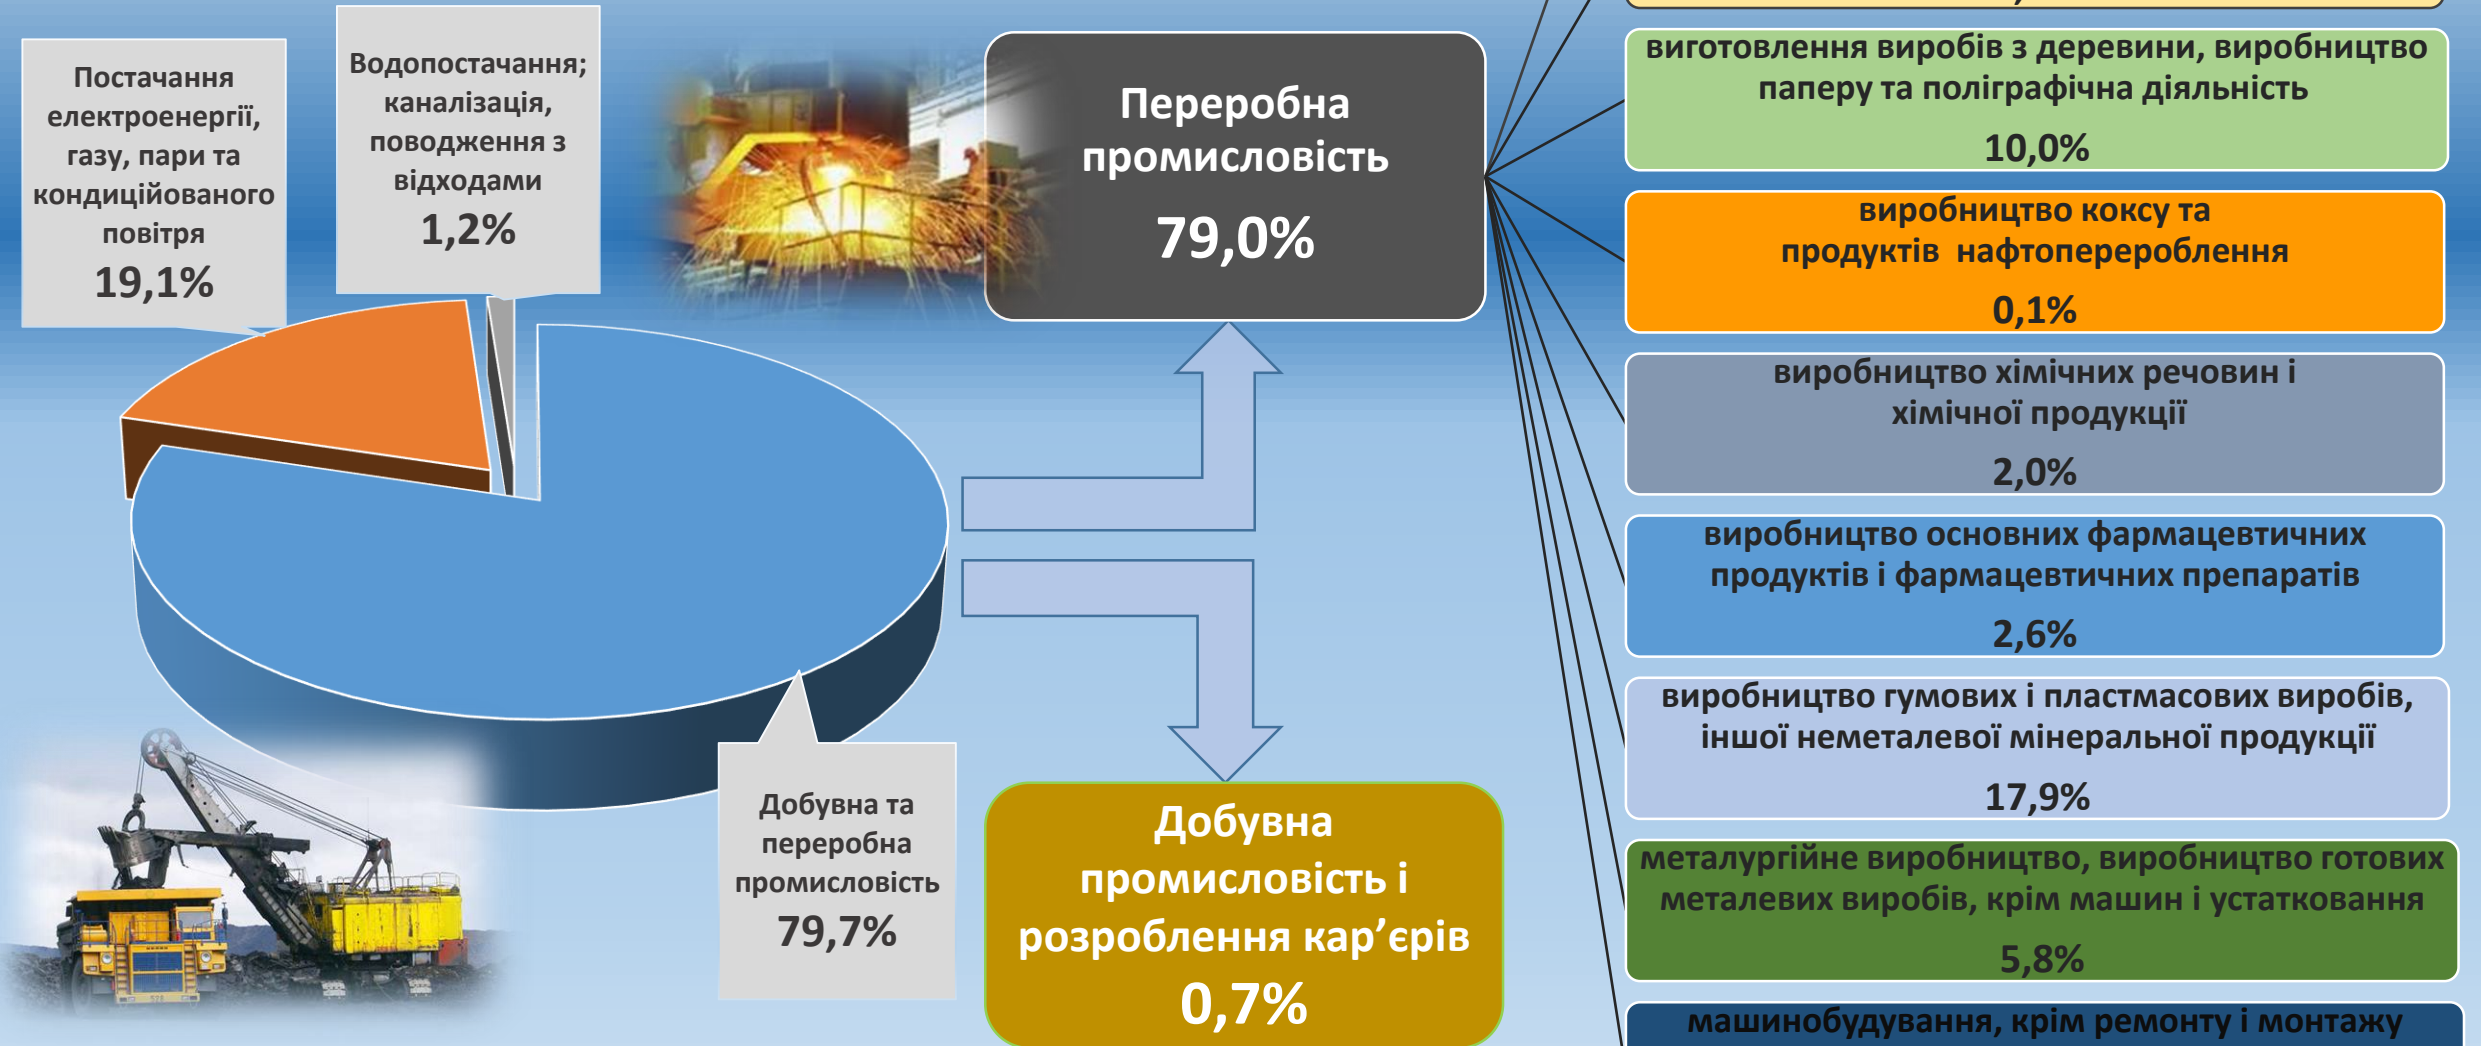 Постачання
електроенергії,
газу, пари та
кондиційованого
повітря
19,1%
Водопостачання;
каналізація,
поводження з
відходами
1,2%
Переробна
промисловість
79,0%
Добувна та
переробна
промисловість
79,7%
Добувна
промисловість і
розроблення кар’єрів
0,7%
виготовлення виробів з деревини, виробництво
паперу та поліграфічна діяльність
10,0%
виробництво коксу та
продуктів нафтоперероблення
0,1%
виробництво хімічних речовин і
хімічної продукції
2,0%
виробництво основних фармацевтичних
продуктів і фармацевтичних препаратів
2,6%
виробництво гумових і пластмасових виробів,
іншої неметалевої мінеральної продукції
17,9%
металургійне виробництво, виробництво готових
металевих виробів, крім машин і устатковання
5,8%
машинобудування, крім ремонту і монтажу